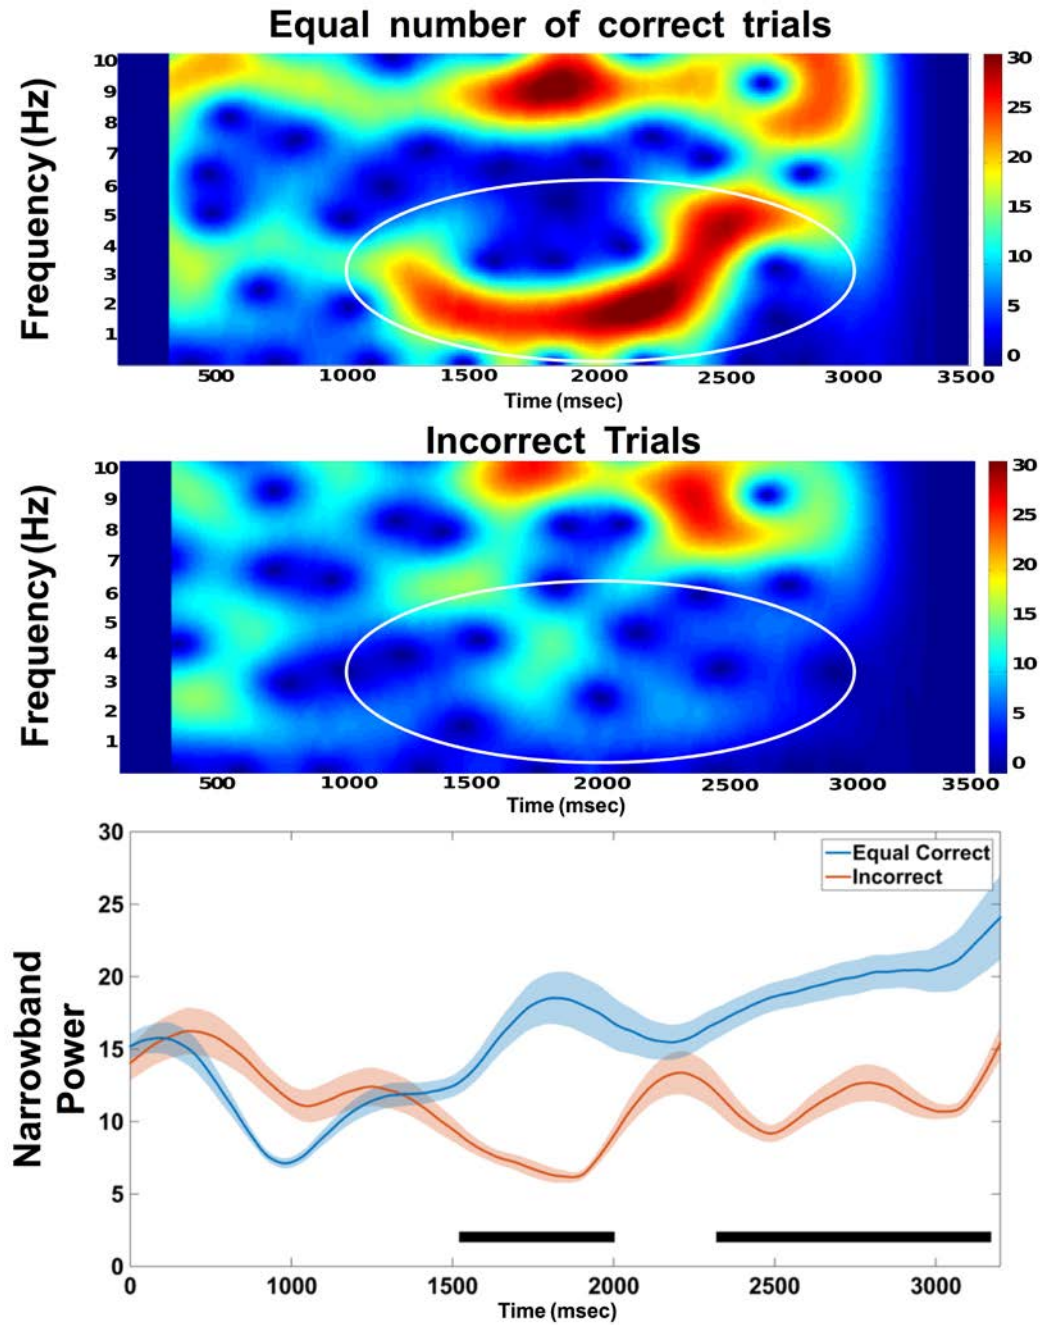 Equal number of correct trials
Frequency (Hz)
10
9
8
7
6
5
4
3
2
1
30
25
20
15
10
5
0
500 1000 1500 2000 2500 3000 3500
Time (msec)
Incorrect Trials
Frequency (Hz)
10
9
8
7
6
5
4
3
2
1
30
25
20
15
10
5
0
500 1000 1500 2000 2500 3000 3500
Time (msec)
Narrowband
Power
30
25
20
15
10
5
0
Equal Correct
Incorrect
0 1000 1500 2000 2500 3000
Time (msec)